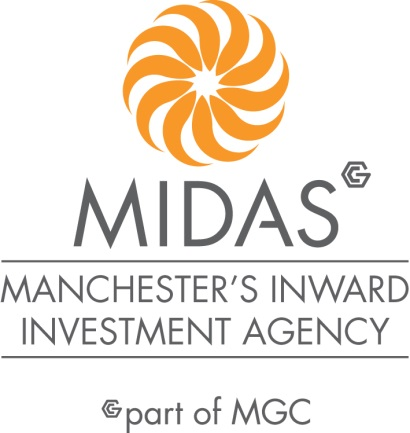 MIDAS
MANCHESTER'S INWARD
INVESTMENT AGENCY
part of MGC